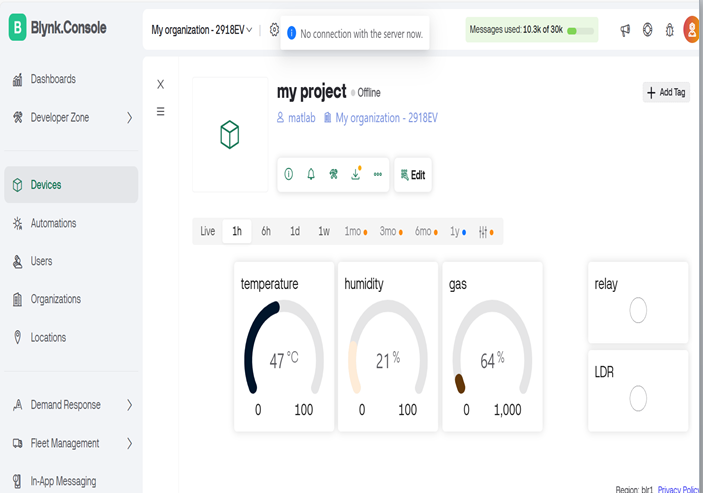 B Blynk.Console
My organization - 2918EV
No connection with the server now.
Messages used: 10.3k of 30k
Dashboards
Developer Zone
Devices
Automations
Users
Organizations
Locations
Demand Response
Fleet Management
In-App Messaging
X
my project Offline
matlab My organization - 2918EV
Add Tag
Edit
Live 1h 6h 1d 1w 1mo 3mo 6mo 1y
temperature
47 °C
0 100
humidity
21 %
0 100
gas
64 %
0 1,000
relay
LDR
Region: blr1 Privacy Policy